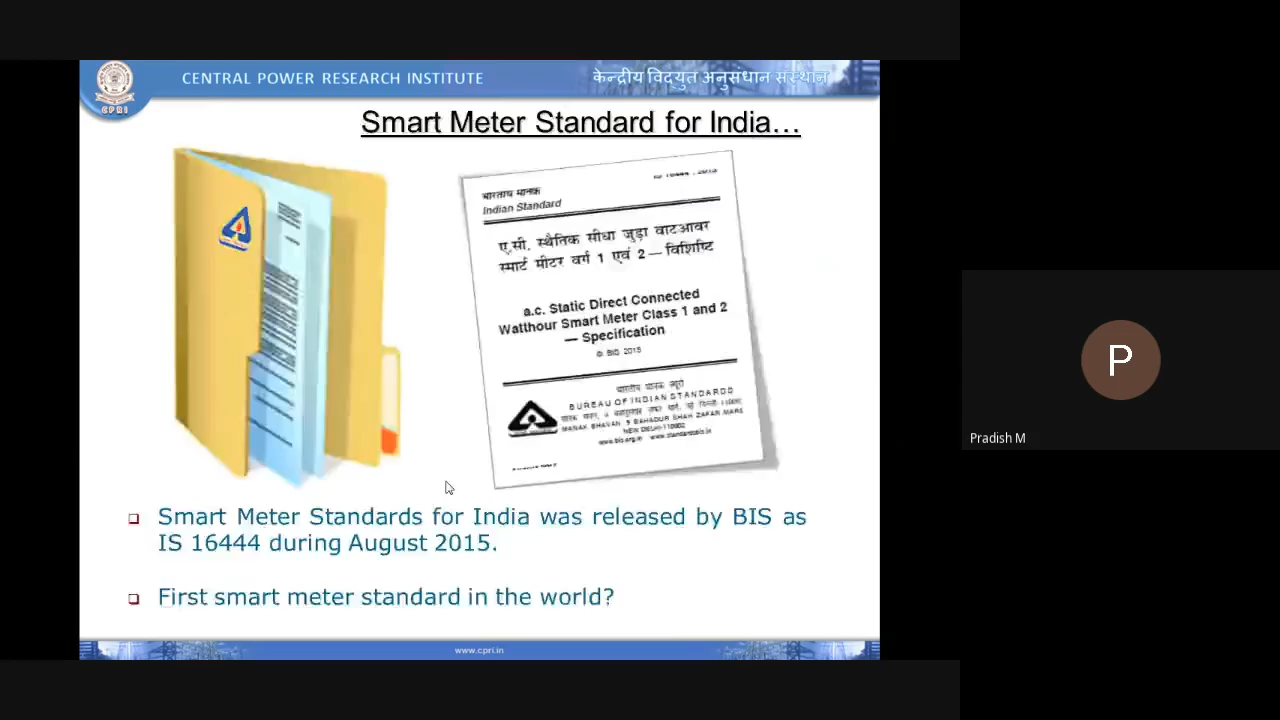 CENTRAL POWER RESEARCH INSTITUTE
केन्द्रीय विद्युत अनुसंधान संस्थान
CPRI
Smart Meter Standard for India…
IS 16444 : 2015
भारतीय मानक
Indian Standard
ए.सी. स्थैतिक सीधा जुड़ा वाटआवर
स्मार्ट मीटर वर्ग 1 एवं 2 — विशिष्टि
a.c. Static Direct Connected
Watthour Smart Meter Class 1 and 2
— Specification
© BIS 2015
भारतीय मानक ब्यूरो
BUREAU OF INDIAN STANDARDS
MANAK BHAVAN 9 BAHADUR SHAH ZAFAR MARG
NEW DELHI-110002
www.bis.org.in www.standardsbis.in
Smart Meter Standards for India was released by BIS as
IS 16444 during August 2015.
First smart meter standard in the world?
www.cpri.in
P
Pradish M